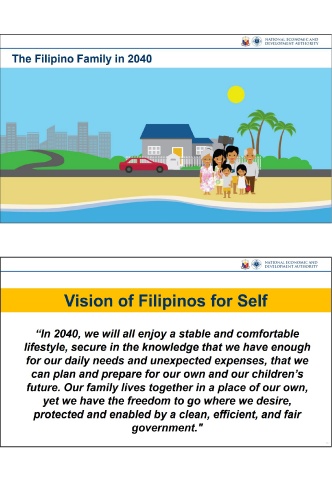 NATIONAL ECONOMIC AND
DEVELOPMENT AUTHORITY
The Filipino Family in 2040
NATIONAL ECONOMIC AND
DEVELOPMENT AUTHORITY
Vision of Filipinos for Self
“In 2040, we will all enjoy a stable and comfortable
lifestyle, secure in the knowledge that we have enough
for our daily needs and unexpected expenses, that we
can plan and prepare for our own and our children’s
future. Our family lives together in a place of our own,
yet we have the freedom to go where we desire,
protected and enabled by a clean, efficient, and fair
government."